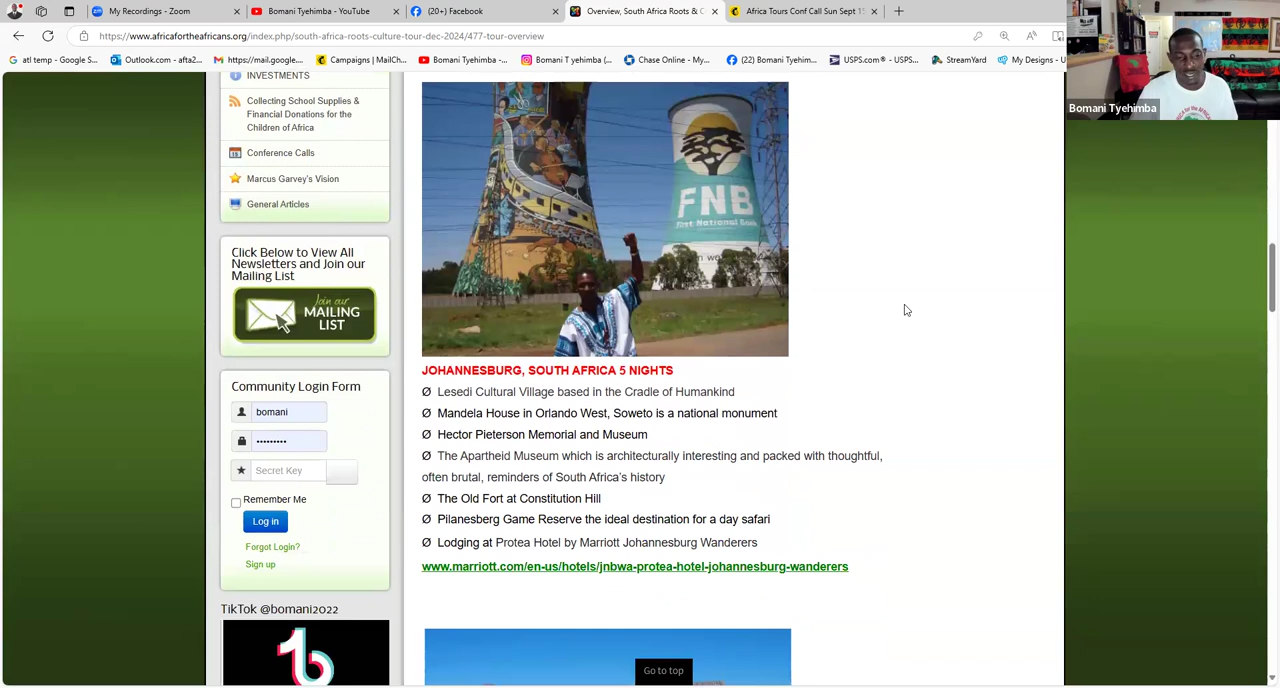 My Recordings - Zoom
Bomani Tyehimba - YouTube
(20+) Facebook
Overview, South Africa Roots & C
Africa Tours Conf Call Sun Sept 1
https://www.africafortheafricans.org/index.php/south-africa-roots-culture-tour-dec-2024/477-tour-overview
atl temp - Google S...
Outlook.com - afta2...
https://mail.google....
Campaigns | MailCh...
Bomani Tyehimba -...
Bomani T yehimba (...
Chase Online - My...
(22) Bomani Tyehim...
USPS.com® - USPS...
StreamYard
My Designs -
Bomani Tyehimba
INVESTMENTS
Collecting School Supplies &
Financial Donations for the
Children of Africa
Conference Calls
Marcus Garvey's Vision
General Articles
Click Below to View All
Newsletters and Join our
Mailing List
Join our
MAILING
LIST
Community Login Form
bomani
•••••••••
Secret Key
Remember Me
Log in
Forgot Login?
Sign up
TikTok @bomani2022
FNB
First National Bank
JOHANNESBURG, SOUTH AFRICA 5 NIGHTS
Ø Lesedi Cultural Village based in the Cradle of Humankind
Ø Mandela House in Orlando West, Soweto is a national monument
Ø Hector Pieterson Memorial and Museum
Ø The Apartheid Museum which is architecturally interesting and packed with thoughtful,
often brutal, reminders of South Africa's history
Ø The Old Fort at Constitution Hill
Ø Pilanesberg Game Reserve the ideal destination for a day safari
Ø Lodging at Protea Hotel by Marriott Johannesburg Wanderers
www.marriott.com/en-us/hotels/jnbwa-protea-hotel-johannesburg-wanderers
Go to top